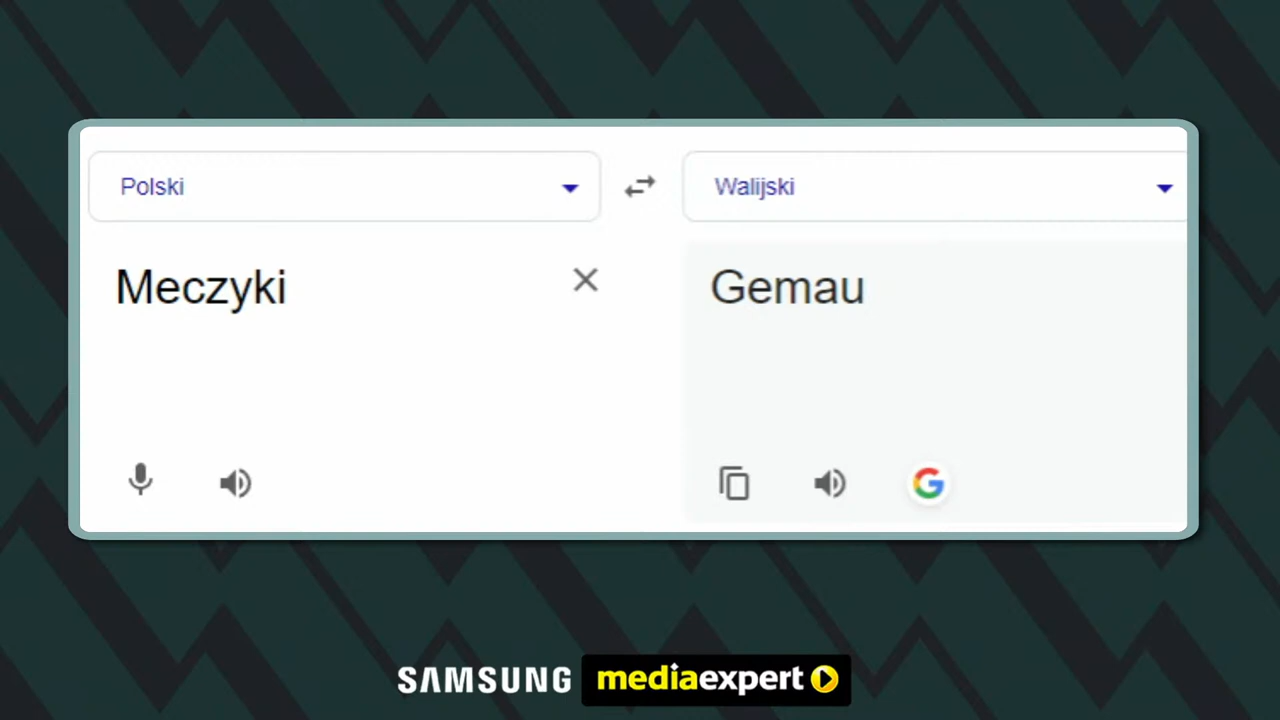 Polski
Walijski
Meczyki
Gemau
SAMSUNG
mediaexpert